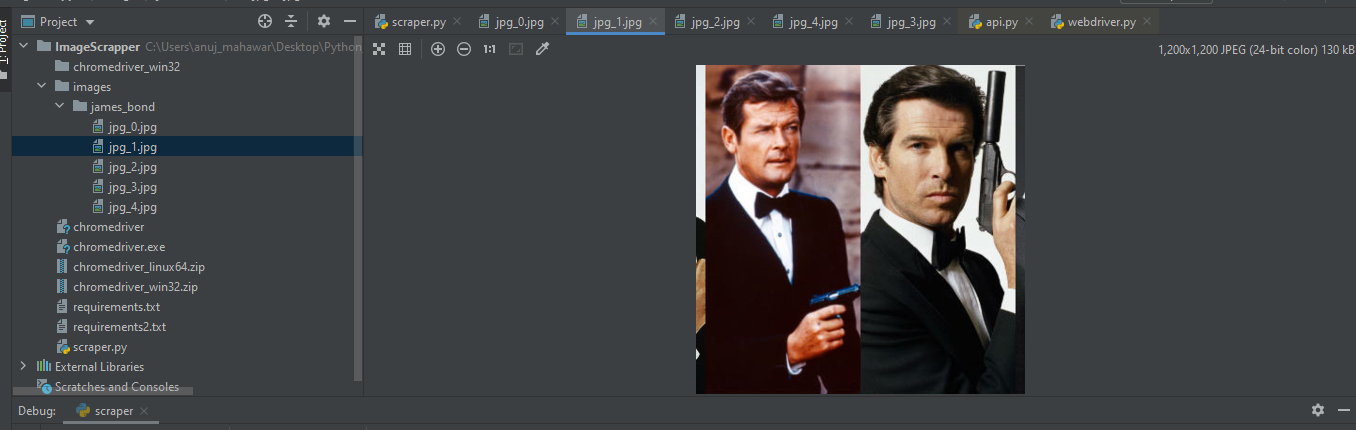 Project
scraper.py
jpg_0.jpg
jpg_1.jpg
jpg_2.jpg
jpg_4.jpg
jpg_3.jpg
api.py
webdriver.py
1: Project
ImageScrapper C:\Users\anuj_mahawar\Desktop\Python
1:1
1,200x1,200 JPEG (24-bit color) 130 kB
chromedriver_win32
images
james_bond
jpg_0.jpg
jpg_1.jpg
jpg_2.jpg
jpg_3.jpg
jpg_4.jpg
chromedriver
chromedriver.exe
chromedriver_linux64.zip
chromedriver_win32.zip
requirements.txt
requirements2.txt
scraper.py
External Libraries
Scratches and Consoles
Debug: scraper